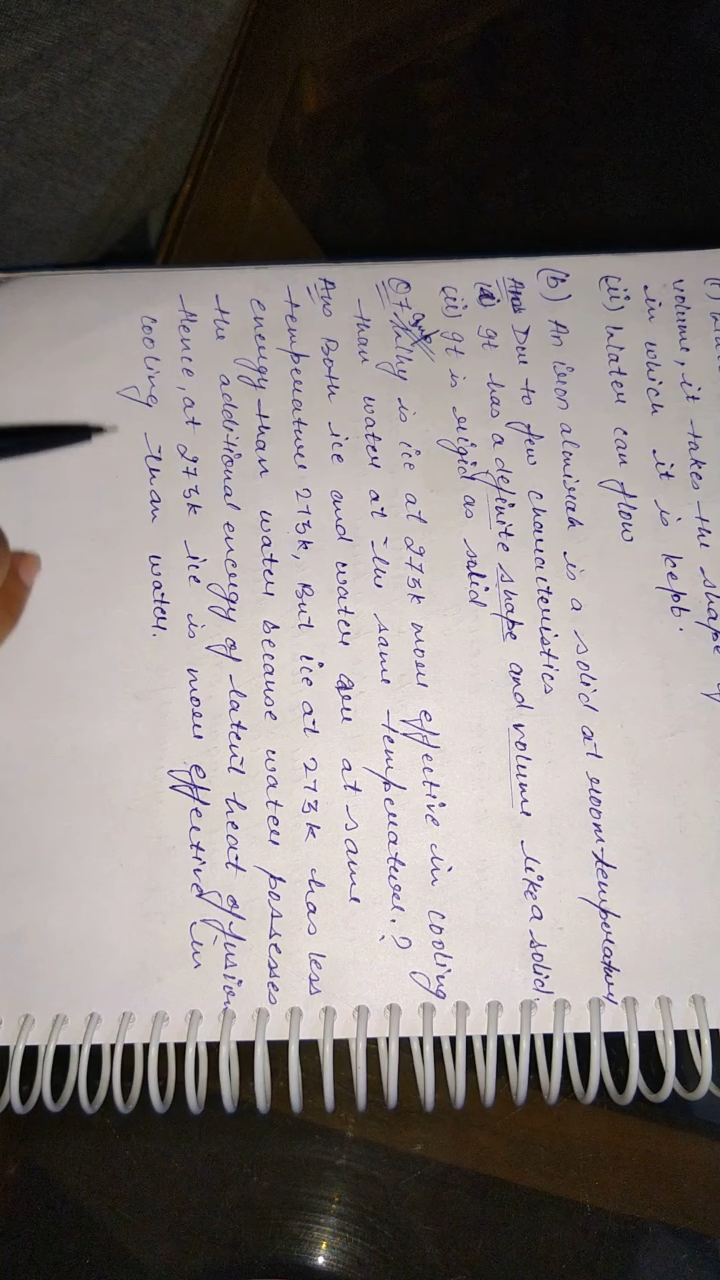 volume, it takes the shape of
in which it is kept.
(ii) Water can flow
(b) An iron almirah is a solid at room temperature
Ans Due to few characteristics
(i) It has a definite shape and volume like a solid.
(ii) It is rigid as solid
Q7 Why is ice at 273k more effective in cooling
than water at the same temperature.?
Ans Both ice and water are at same
temperature 273k, But ice at 273k has less
energy than water because water possesses
the additional energy of latent heat of fusion
Hence, at 273k ice is more effective in
cooling than water.